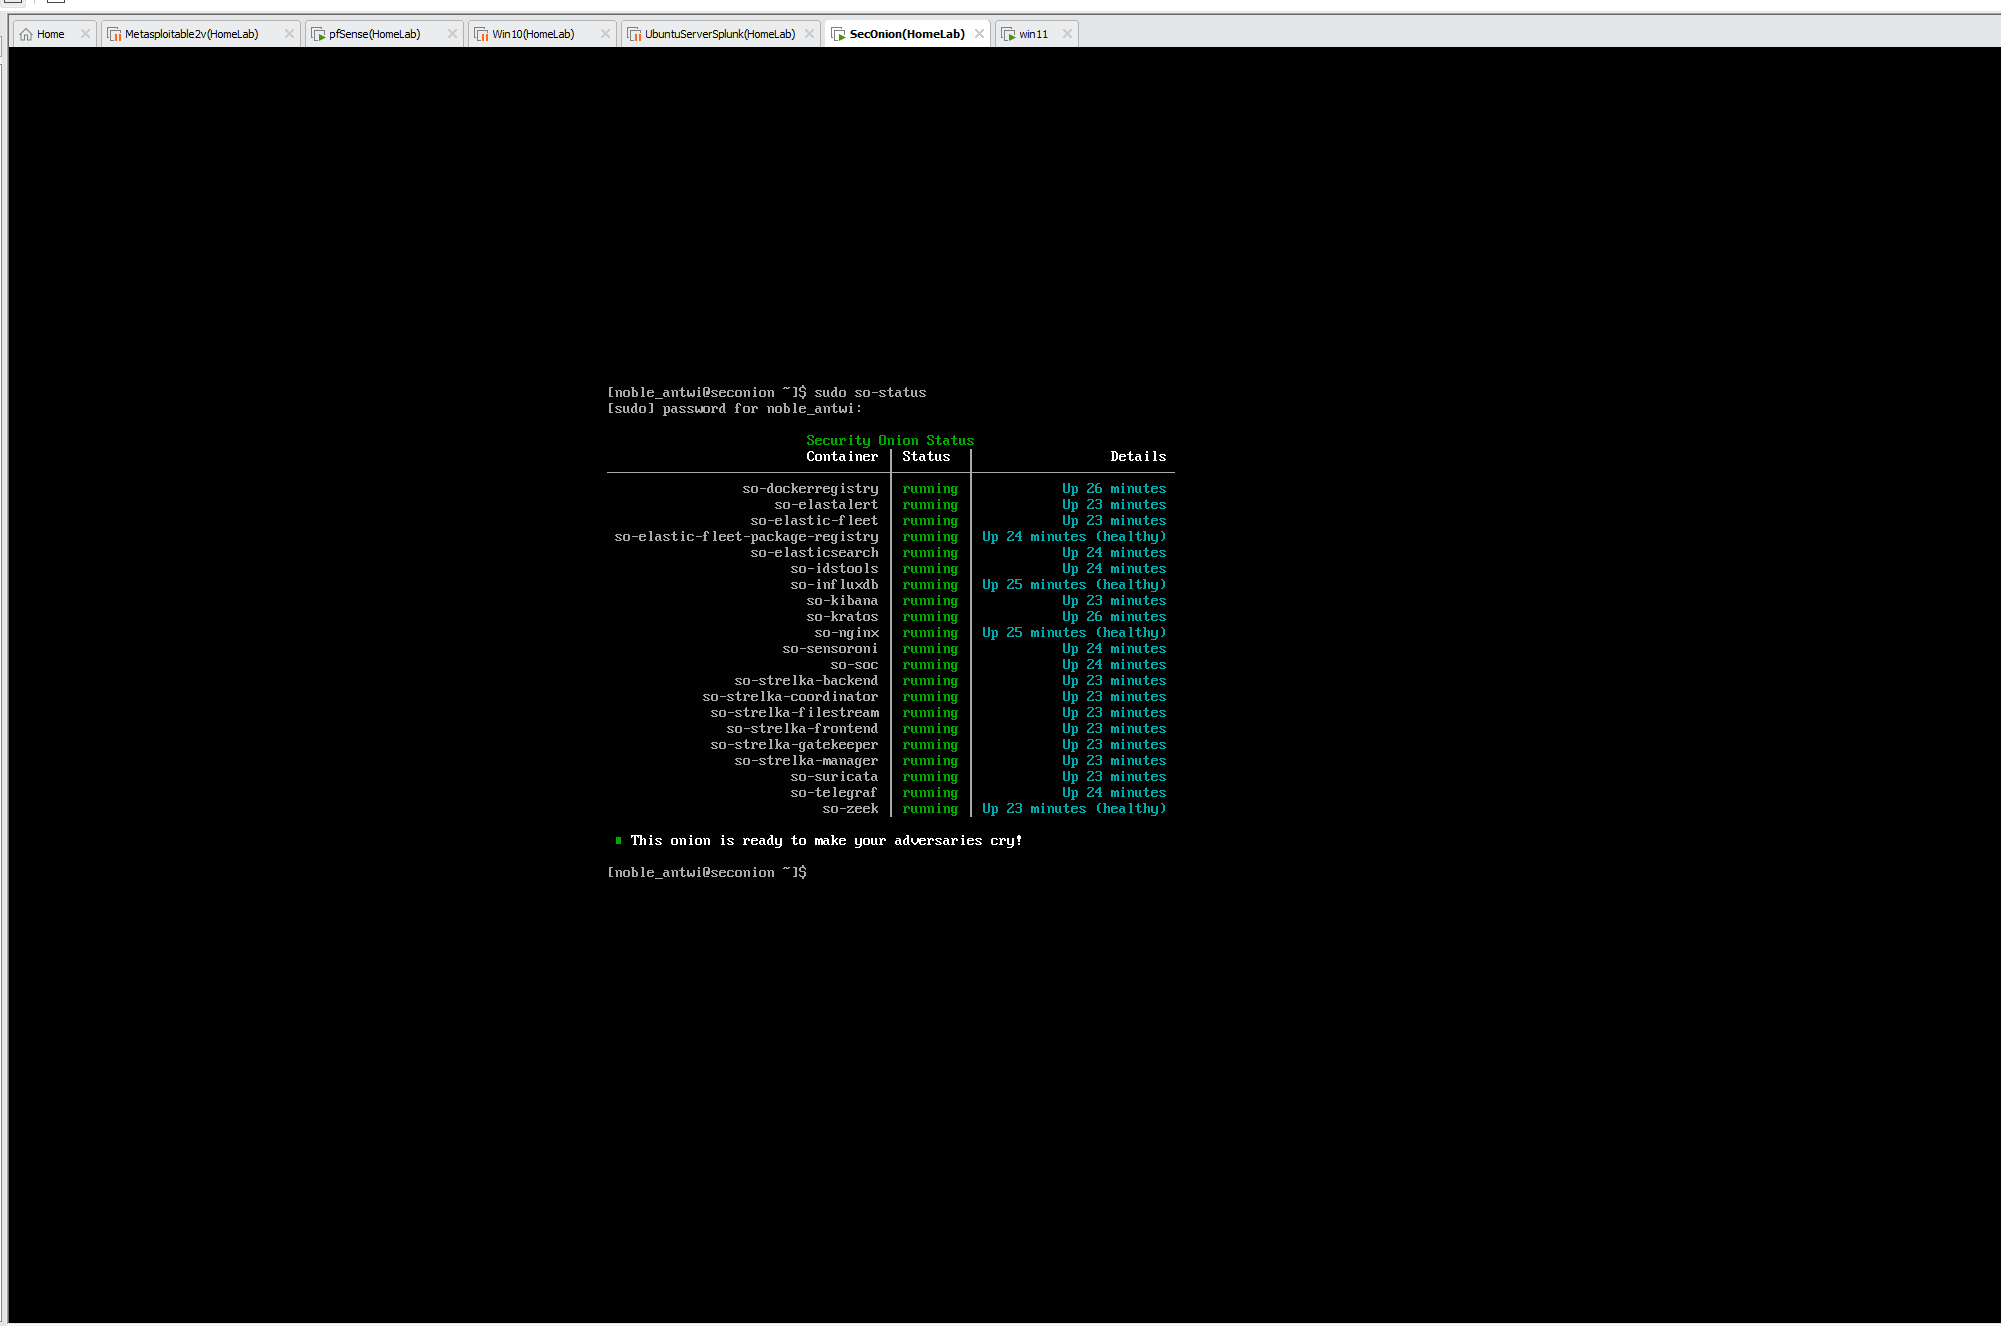 Home Metasploitable2v(HomeLab) pfSense(HomeLab) Win10(HomeLab) UbuntuServerSplunk(HomeLab) SecOnion(HomeLab) win11
[noble_antwi@seconion ~]$ sudo so-status
[sudo] password for noble_antwi:
Security Onion Status
Container Status Details
so-dockerregistry running Up 26 minutes
so-elastalert running Up 23 minutes
so-elastic-fleet running Up 23 minutes
so-elastic-fleet-package-registry running Up 24 minutes (healthy)
so-elasticsearch running Up 24 minutes
so-idstools running Up 24 minutes
so-influxdb running Up 25 minutes (healthy)
so-kibana running Up 23 minutes
so-kratos running Up 26 minutes
so-nginx running Up 25 minutes (healthy)
so-sensoroni running Up 24 minutes
so-soc running Up 24 minutes
so-strelka-backend running Up 23 minutes
so-strelka-coordinator running Up 23 minutes
so-strelka-filestream running Up 23 minutes
so-strelka-frontend running Up 23 minutes
so-strelka-gatekeeper running Up 23 minutes
so-strelka-manager running Up 23 minutes
so-suricata running Up 23 minutes
so-telegraf running Up 24 minutes
so-zeek running Up 23 minutes (healthy)
This onion is ready to make your adversaries cry!
[noble_antwi@seconion ~]$